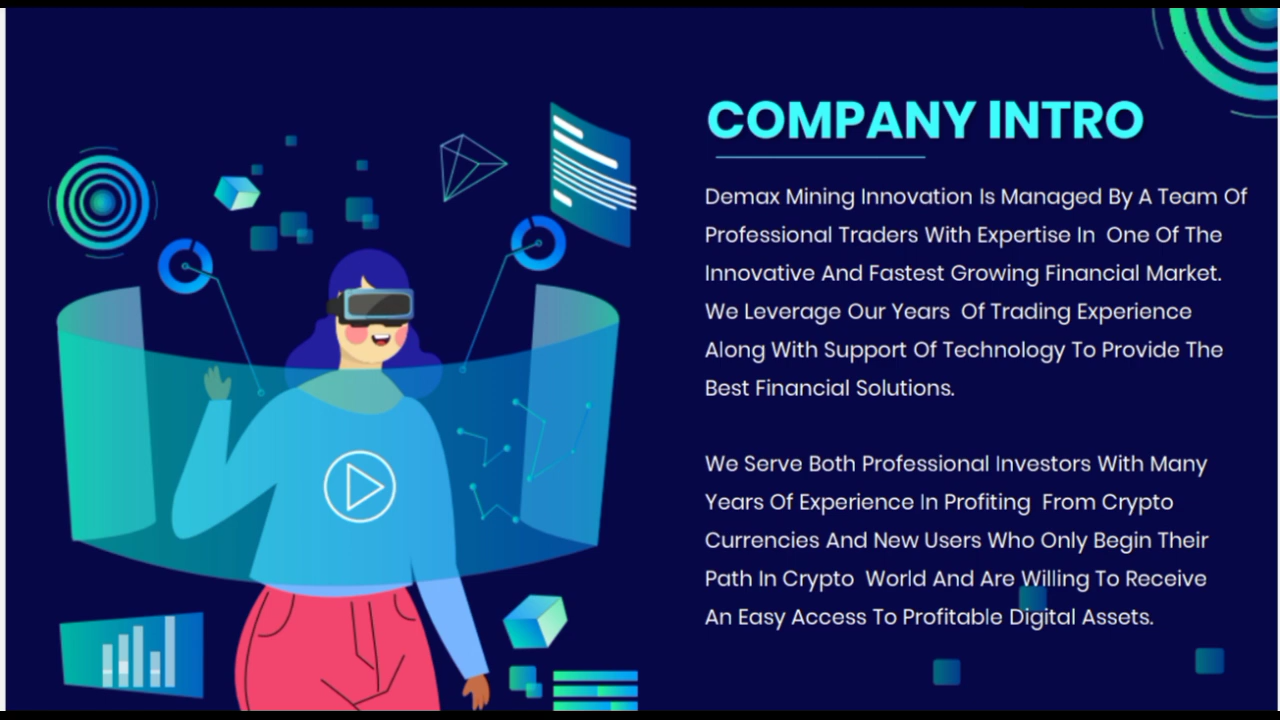 COMPANY INTRO
Demax Mining Innovation Is Managed By A Team Of
Professional Traders With Expertise In One Of The
Innovative And Fastest Growing Financial Market.
We Leverage Our Years Of Trading Experience
Along With Support Of Technology To Provide The
Best Financial Solutions.
We Serve Both Professional Investors With Many
Years Of Experience In Profiting From Crypto
Currencies And New Users Who Only Begin Their
Path In Crypto World And Are Willing To Receive
An Easy Access To Profitable Digital Assets.